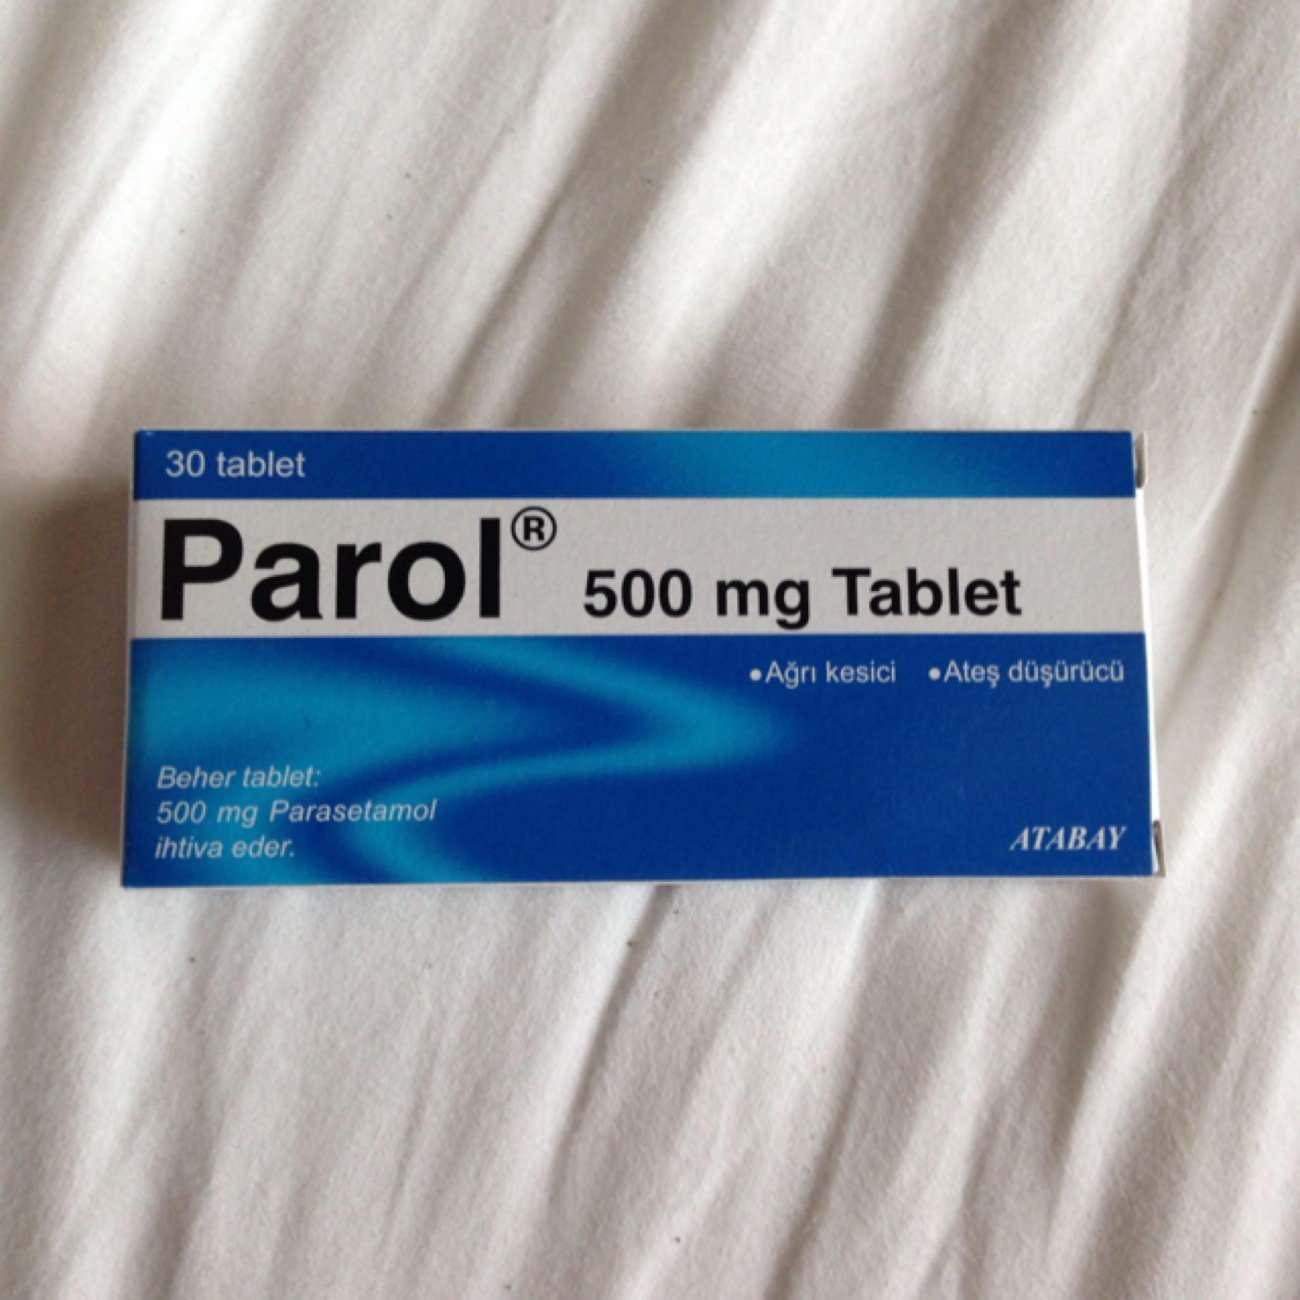 30 tablet
Parol® 500 mg Tablet
•Ağrı kesici •Ateş düşürücü
Beher tablet:
500 mg Parasetamol
ihtiva eder.
ATABAY